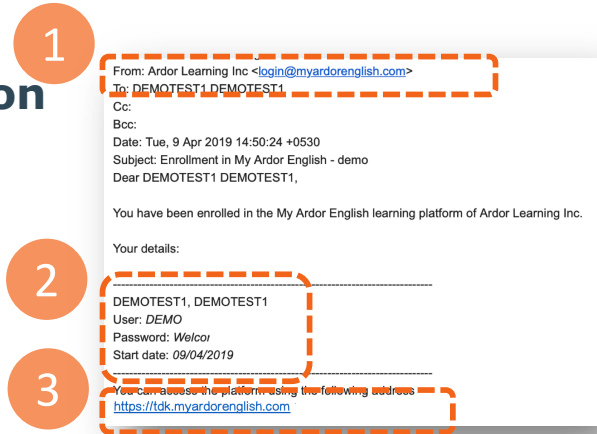 1
on
From: Ardor Learning Inc <login@myardorenglish.com>
To: DEMOTEST1 DEMOTEST1
Cc:
Bcc:
Date: Tue, 9 Apr 2019 14:50:24 +0530
Subject: Enrollment in My Ardor English - demo
Dear DEMOTEST1 DEMOTEST1,
You have been enrolled in the My Ardor English learning platform of Ardor Learning Inc.
Your details:
2
--------------------------------------------------------------------------------
DEMOTEST1, DEMOTEST1
User: DEMO
Password: Welcor
Start date: 09/04/2019
--------------------------------------------------------------------------------
3
You can access the platform using the following address
https://tdk.myardorenglish.com